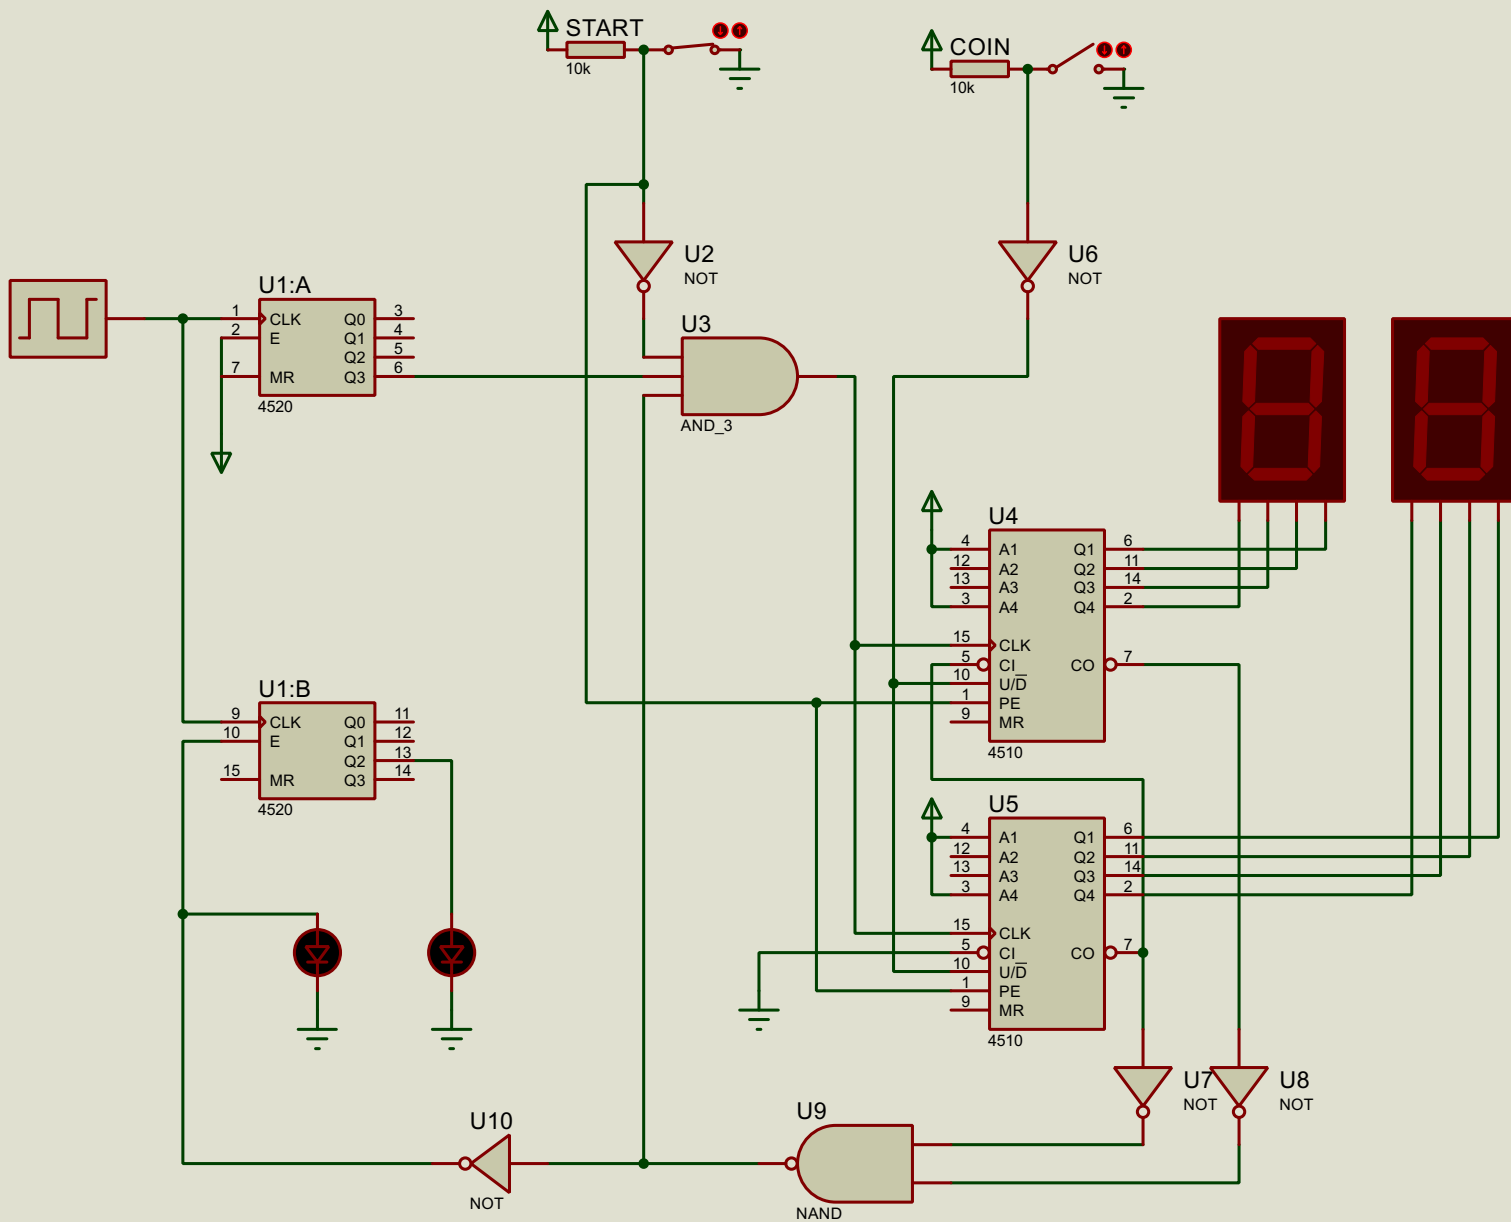 START
10k
COIN
10k
U2
NOT
U6
NOT
U1:A
1 CLK Q0 3
2 E Q1 4
Q2 5
7 MR Q3 6
4520
U3
AND_3
U4
4 A1 Q1 6
12 A2 Q2 11
13 A3 Q3 14
3 A4 Q4 2
15 CLK
5 CI CO 7
10 U/D
1 PE
9 MR
4510
U1:B
9 CLK Q0 11
10 E Q1 12
Q2 13
15 MR Q3 14
4520
U5
4 A1 Q1 6
12 A2 Q2 11
13 A3 Q3 14
3 A4 Q4 2
15 CLK
5 CI CO 7
10 U/D
1 PE
9 MR
4510
U7
NOT
U8
NOT
U9
NAND
U10
NOT